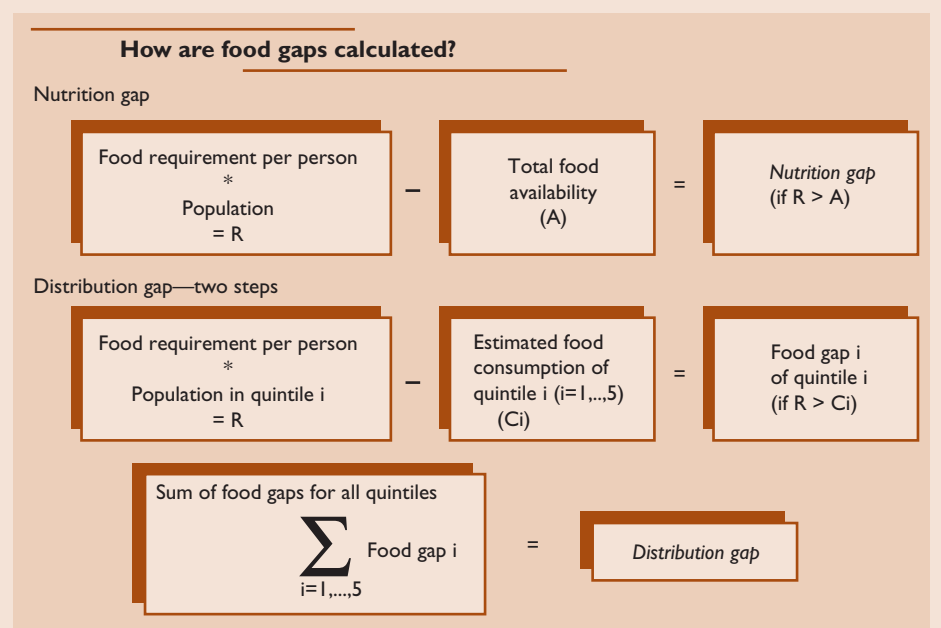 How are food gaps calculated?
Nutrition gap
Food requirement per person
*
Population
= R
–
Total food
availability
(A)
=
Nutrition gap
(if R > A)
Distribution gap—two steps
Food requirement per person
*
Population in quintile i
= R
–
Estimated food
consumption of
quintile i (i=1,..,5)
(Ci)
=
Food gap i
of quintile i
(if R > Ci)
Sum of food gaps for all quintiles
∑ Food gap i
i=1,...,5
=
Distribution gap